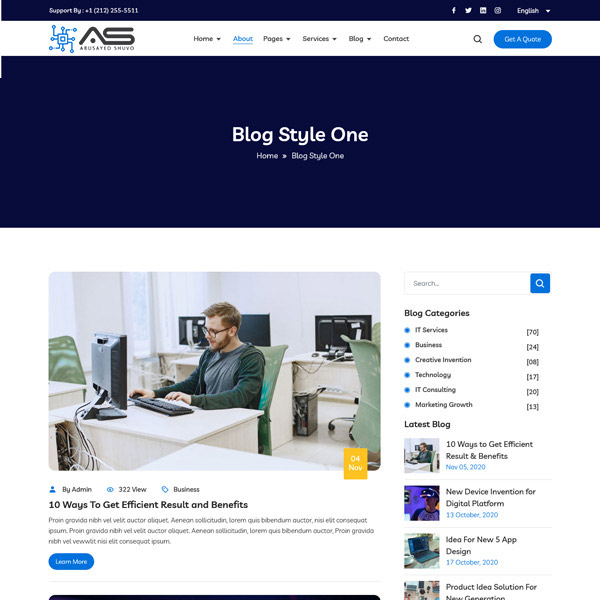 Support By : +1 (212) 255-5511
English
AS
ABUSAYED SHUVO
Home
About
Pages
Services
Blog
Contact
Get A Quote
Blog Style One
Home » Blog Style One
04
Nov
By Admin
322 View
Business
10 Ways To Get Efficient Result and Benefits
Proin gravida nibh vel velit auctor aliquet. Aenean sollicitudin, lorem quis bibendum auctor, nisi elit consequat
ipsum. Proin gravida nibh vel velit auctor aliquet. Aenean sollicitudin, lorem quis bibendum auctor, Proin gravida
nibh vel vewwvelit nisi elit consequat ipsum.
Learn More
Search...
Blog Categories
IT Services [70]
Business [24]
Creative Invention [08]
Technology [17]
IT Consulting [20]
Marketing Growth [13]
Latest Blog
10 Ways to Get Efficient
Result & Benefits
Nov 05, 2020
New Device Invention for
Digital Platform
13 October, 2020
Idea For New 5 App
Design
17 October, 2020
Product Idea Solution For
New Generation